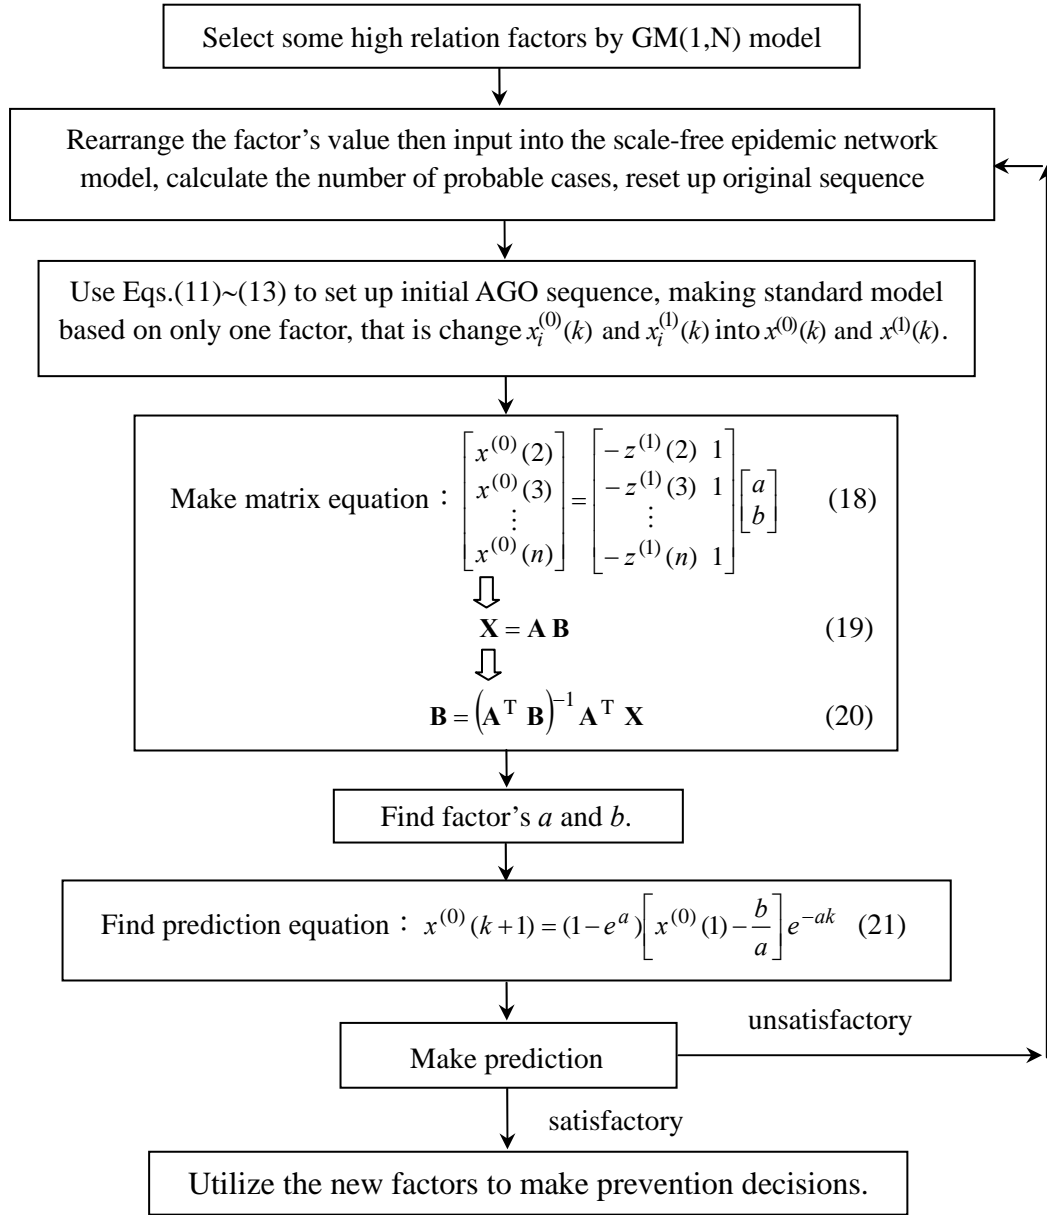 Select some high relation factors by GM(1,N) model
Rearrange the factor's value then input into the scale-free epidemic network
model, calculate the number of probable cases, reset up original sequence
Use Eqs.(11)~(13) to set up initial AGO sequence, making standard model
based on only one factor, that is change x_i^{(0)}(k) and x_i^{(1)}(k) into x^{(0)}(k) and x^{(1)}(k).
Make matrix equation：[x^{(0)}(2) x^{(0)}(3) ⋮ x^{(0)}(n)] = [−z^{(1)}(2) 1 −z^{(1)}(3) 1 ⋮ −z^{(1)}(n) 1] [a b] (18)
X = A B (19)
B = (A^T B)^{−1} A^T X (20)
Find factor's a and b.
Find prediction equation：x^{(0)}(k+1) = (1−e^a)[x^{(0)}(1) − b/a] e^{−ak} (21)
unsatisfactory
Make prediction
satisfactory
Utilize the new factors to make prevention decisions.